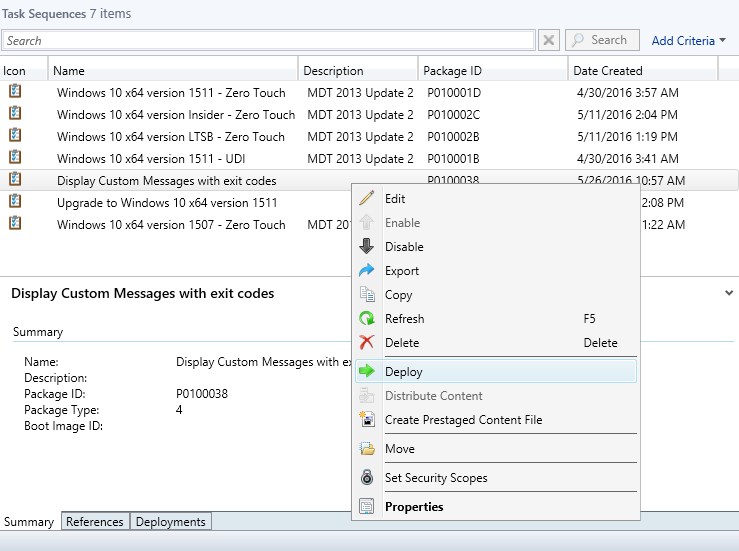 Task Sequences 7 items
Search Search Add Criteria
Icon Name Description Package ID Date Created
Windows 10 x64 version 1511 - Zero Touch MDT 2013 Update 2 P010001D 4/30/2016 3:57 AM
Windows 10 x64 version Insider - Zero Touch MDT 2013 Update 2 P010002C 5/11/2016 2:04 PM
Windows 10 x64 version LTSB - Zero Touch MDT 2013 Update 2 P010002B 5/11/2016 1:19 PM
Windows 10 x64 version 1511 - UDI MDT 2013 Update 2 P010001B 4/30/2016 3:41 AM
Display Custom Messages with exit codes P0100038 5/26/2016 10:57 AM
Upgrade to Windows 10 x64 version 1511 2:08 PM
Windows 10 x64 version 1507 - Zero Touch MDT 1:22 AM
Edit
Enable
Disable
Export
Copy
Refresh F5
Delete Delete
Deploy
Distribute Content
Create Prestaged Content File
Move
Set Security Scopes
Properties
Display Custom Messages with exit codes
Summary
Name: Display Custom Messages with
Description:
Package ID: P0100038
Package Type: 4
Boot Image ID:
Summary References Deployments